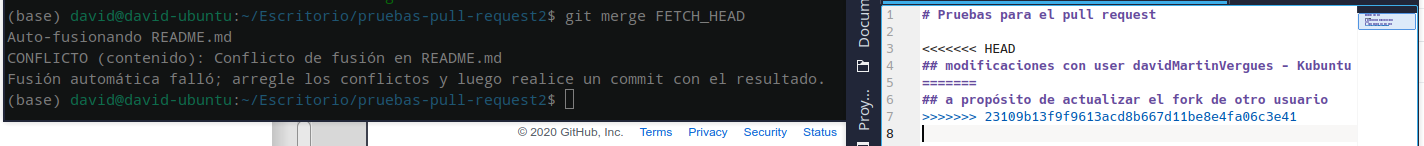 (base) david@david-ubuntu:~/Escritorio/pruebas-pull-request2$ git merge FETCH_HEAD
Auto-fusionando README.md
CONFLICTO (contenido): Conflicto de fusión en README.md
Fusión automática falló; arregle los conflictos y luego realice un commit con el resultado.
(base) david@david-ubuntu:~/Escritorio/pruebas-pull-request2$
© 2020 GitHub, Inc. Terms Privacy Security Status
Docum
Proy...
1 # Pruebas para el pull request
2
3 <<<<<<< HEAD
4 ## modificaciones con user davidMartinVergues - Kubuntu
5 =======
6 ## a propósito de actualizar el fork de otro usuario
7 >>>>>>> 23109b13f9f9613acd8b667d11be8e4fa06c3e41
8